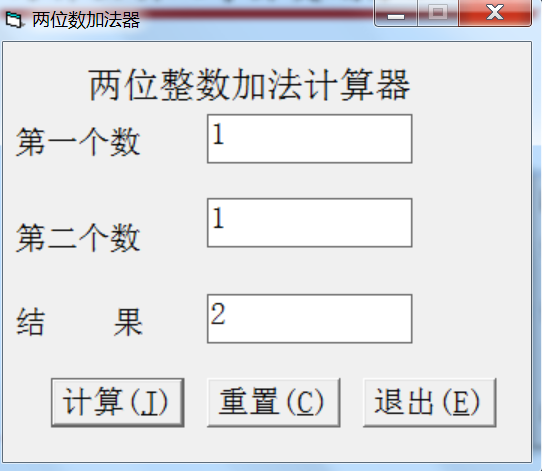 两位数加法器
两位整数加法计算器
第一个数 1
第二个数 1
结 果 2
计算(J) 重置(C) 退出(E)